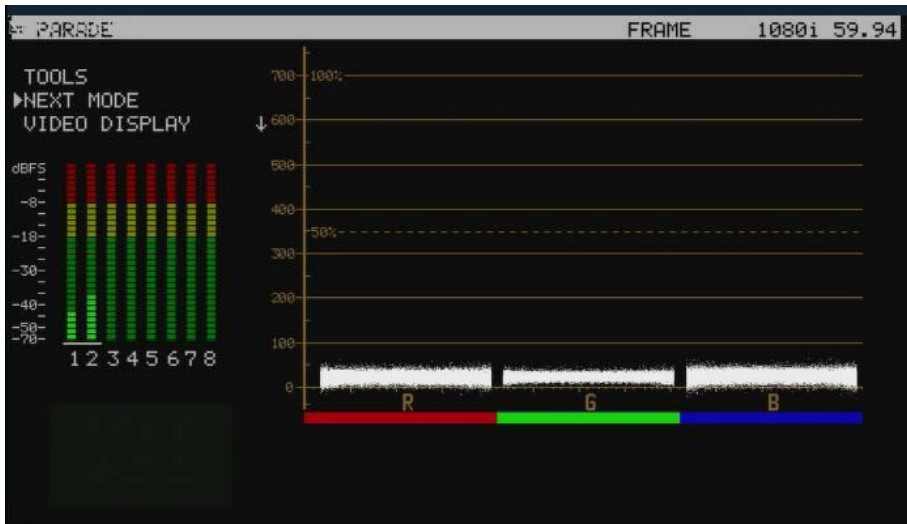 PARADE FRAME 1080i 59.94
TOOLS
▶NEXT MODE
VIDEO DISPLAY ↓
dBFS
-8-
-18-
-30-
-40-
-50-
-70-
1 2 3 4 5 6 7 8
700 100%
600
500
400
50%
300
200
100
0
R G B